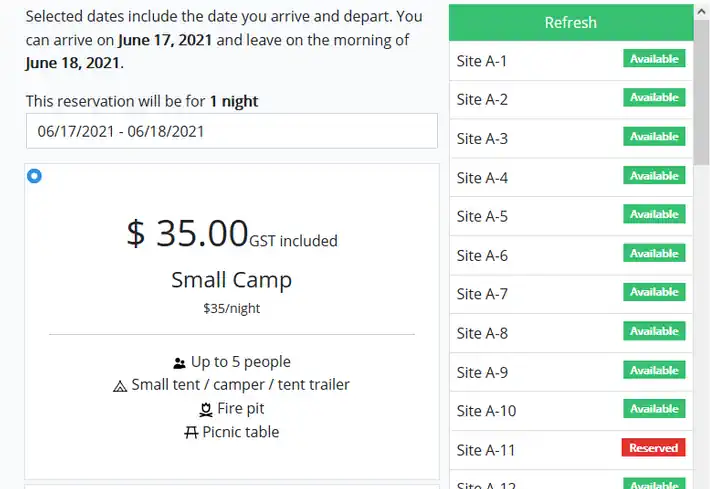 Selected dates include the date you arrive and depart. You
can arrive on June 17, 2021 and leave on the morning of
June 18, 2021.
This reservation will be for 1 night
06/17/2021 - 06/18/2021
$ 35.00GST included
Small Camp
$35/night
Up to 5 people
Small tent / camper / tent trailer
Fire pit
Picnic table
Refresh
Site A-1 Available
Site A-2 Available
Site A-3 Available
Site A-4 Available
Site A-5 Available
Site A-6 Available
Site A-7 Available
Site A-8 Available
Site A-9 Available
Site A-10 Available
Site A-11 Reserved
Site A-12 Available